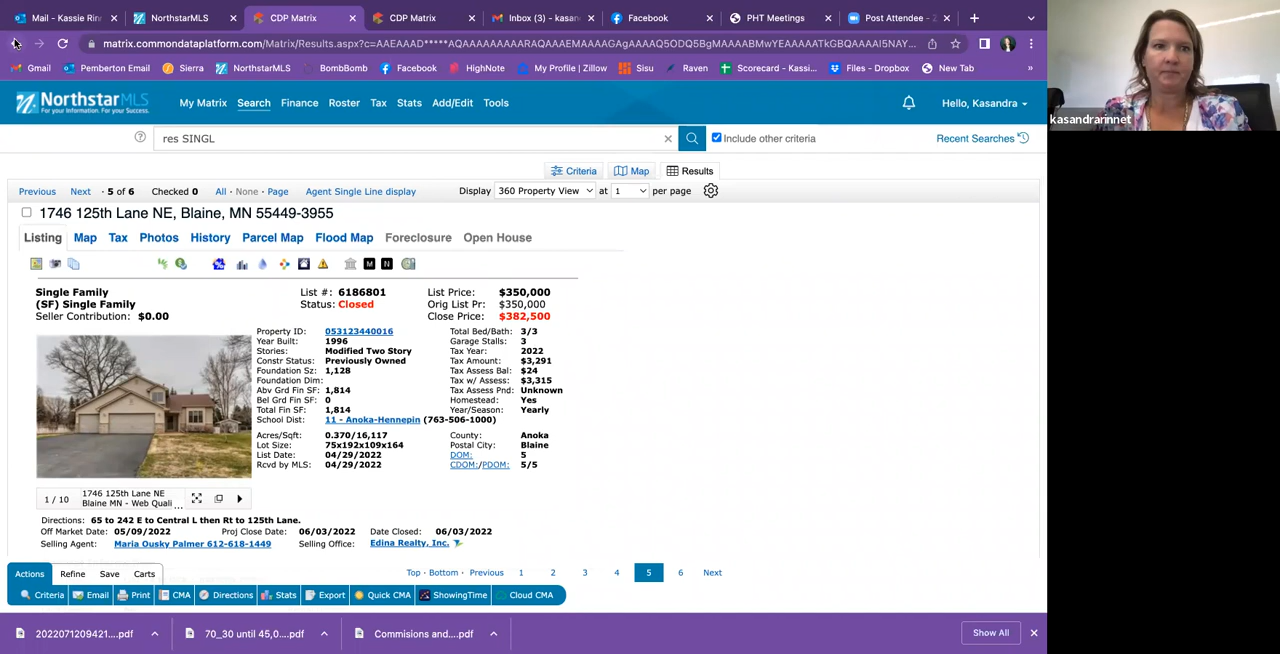 Mail - Kassie Rin
NorthstarMLS
CDP Matrix
CDP Matrix
Inbox (3) - kasan
Facebook
PHT Meetings
Post Attendee - 2
matrix.commondataplatform.com/Matrix/Results.aspx?c=AAEAAAD*****AQAAAAAAAAARAQAAAEMAAAAGAgAAAAQ5ODQ5BgMAAAABMwYEAAAAATkGBQAAAAI5NAY...
Gmail
Pemberton Email
Sierra
NorthstarMLS
BombBomb
Facebook
HighNote
My Profile | Zillow
Sisu
Raven
Scorecard - Kassi...
Files - Dropbox
New Tab
NorthstarMLS
For your Information. For your Success.
My Matrix Search Finance Roster Tax Stats Add/Edit Tools
Hello, Kasandra
res SINGL
Include other criteria
Recent Searches
Criteria Map Results
Previous Next · 5 of 6 Checked 0 All · None · Page Agent Single Line display Display 360 Property View at 1 per page
1746 125th Lane NE, Blaine, MN 55449-3955
Listing Map Tax Photos History Parcel Map Flood Map Foreclosure Open House
Single Family List #: 6186801 List Price: $350,000
(SF) Single Family Status: Closed Orig List Pr: $350,000
Seller Contribution: $0.00 Close Price: $382,500
Property ID: 053123440016 Total Bed/Bath: 3/3
Year Built: 1996 Garage Stalls: 3
Stories: Modified Two Story Tax Year: 2022
Constr Status: Previously Owned Tax Amount: $3,291
Foundation Sz: 1,128 Tax Assess Bal: $24
Foundation Dim: Tax w/ Assess: $3,315
Abv Grd Fin SF: 1,814 Tax Assess Pnd: Unknown
Bel Grd Fin SF: 0 Homestead: Yes
Total Fin SF: 1,814 Year/Season: Yearly
School Dist: 11 - Anoka-Hennepin (763-506-1000)
Acres/Sqft: 0.370/16,117 County: Anoka
Lot Size: 75x192x109x164 Postal City: Blaine
List Date: 04/29/2022 DOM: 5
Rcvd by MLS: 04/29/2022 CDOM:/PDOM: 5/5
1 / 10
1746 125th Lane NE
Blaine MN - Web Quali
...
Directions: 65 to 242 E to Central L then Rt to 125th Lane.
Off Market Date: 05/09/2022 Proj Close Date: 06/03/2022 Date Closed: 06/03/2022
Selling Agent: Maria Ousky Palmer 612-618-1449 Selling Office: Edina Realty, Inc.
Actions Refine Save Carts
Top · Bottom · Previous 1 2 3 4 5 6 Next
Criteria Email Print CMA Directions Stats Export Quick CMA ShowingTime Cloud CMA
2022071209421....pdf
70_30 until 45,0....pdf
Commisions and....pdf
Show All
kasandrarinnet